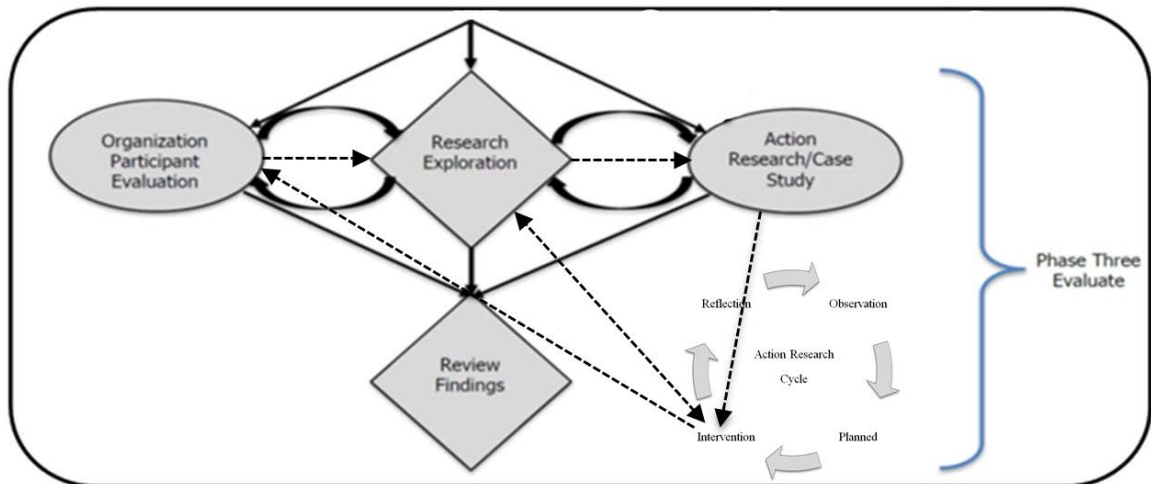 Organization
Participant
Evaluation
Research
Exploration
Action
Research/Case
Study
Phase Three
Evaluate
Reflection
Observation
Action Research
Cycle
Review
Findings
Intervention
Planned